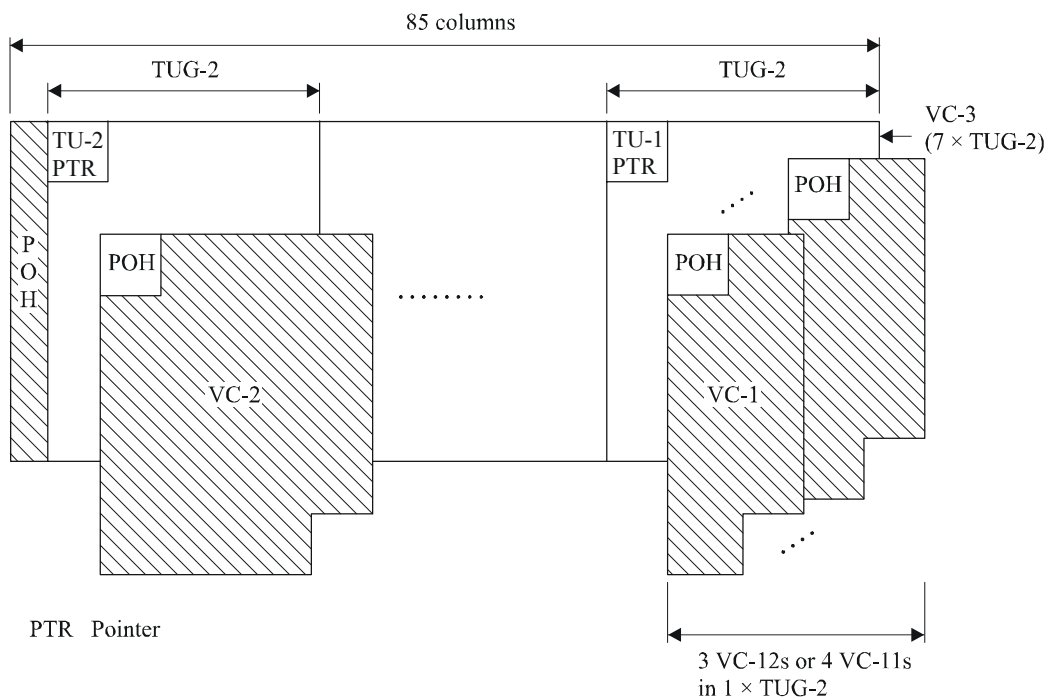 85 columns
TUG-2
TUG-2
VC-3
(7 × TUG-2)
TU-2
PTR
TU-1
PTR
POH
POH
POH
POH
VC-2
VC-1
PTR Pointer
3 VC-12s or 4 VC-11s
in 1 × TUG-2